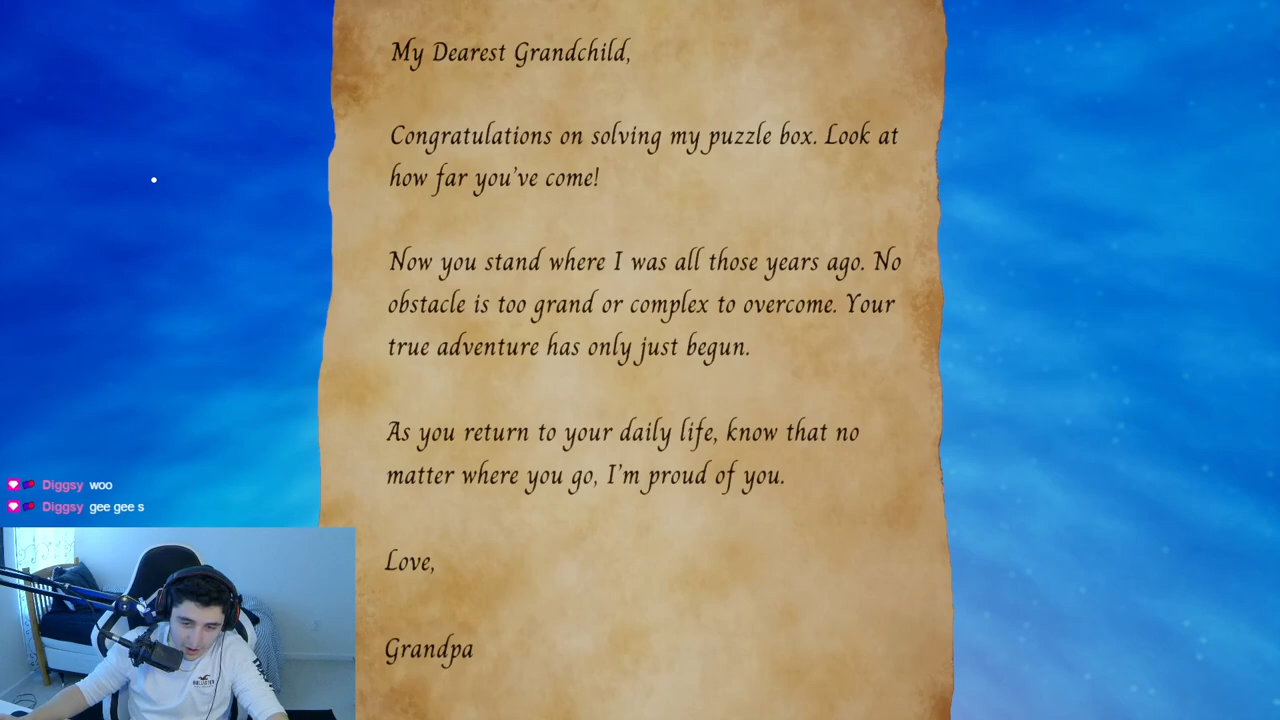 My Dearest Grandchild,
Congratulations on solving my puzzle box. Look at
how far you've come!
Now you stand where I was all those years ago. No
obstacle is too grand or complex to overcome. Your
true adventure has only just begun.
As you return to your daily life, know that no
matter where you go, I'm proud of you.
Love,
Grandpa
Diggsy woo
Diggsy gee gee s
HOLLISTER